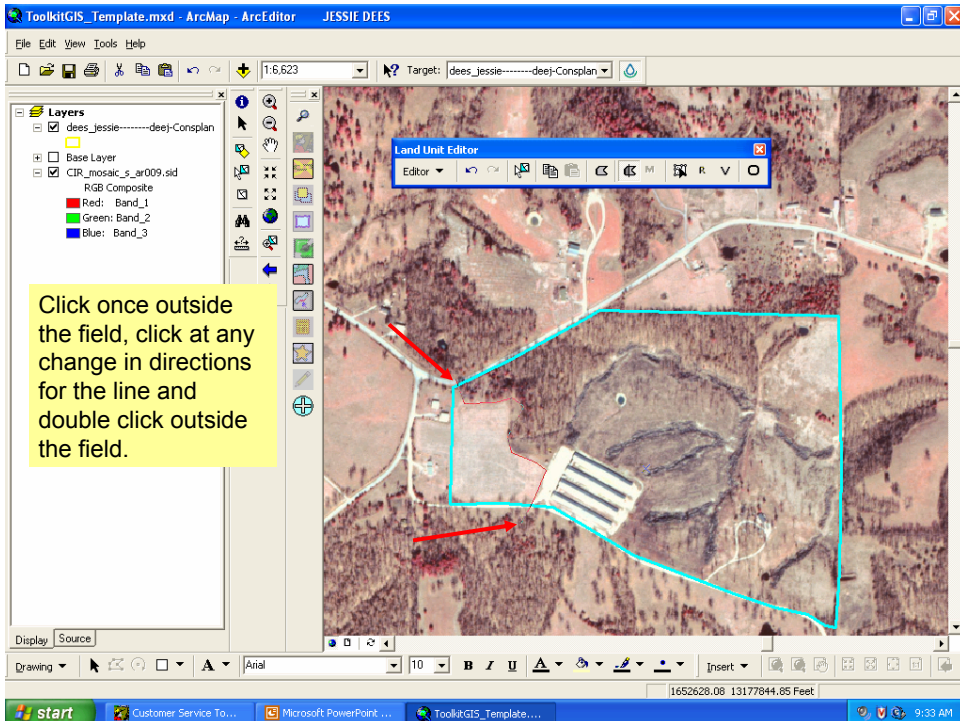 ToolkitGIS_Template.mxd - ArcMap - ArcEditor JESSIE DEES
File Edit View Tools Help
1:6,623 Target: dees_jessie--------deej-Consplan
Layers
dees_jessie--------deej-Consplan
Base Layer
CIR_mosaic_s_ar009.sid
RGB Composite
Red: Band_1
Green: Band_2
Blue: Band_3
Land Unit Editor
Editor
M R V O
Click once outside
the field, click at any
change in directions
for the line and
double click outside
the field.
Display Source
Drawing A Arial 10 B I U A Insert
1652628.08 13177844.85 Feet
start Customer Service To... Microsoft PowerPoint ... ToolkitGIS_Template.... 9:33 AM